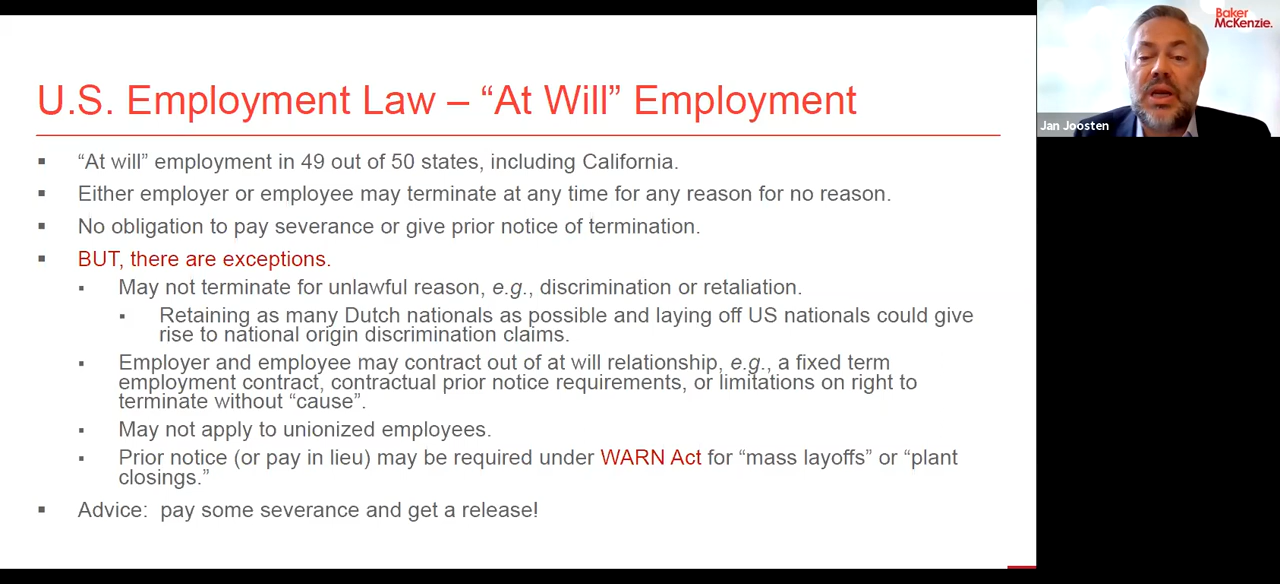 U.S. Employment Law – “At Will” Employment
“At will” employment in 49 out of 50 states, including California.
Either employer or employee may terminate at any time for any reason for no reason.
No obligation to pay severance or give prior notice of termination.
BUT, there are exceptions.
May not terminate for unlawful reason, e.g., discrimination or retaliation.
Retaining as many Dutch nationals as possible and laying off US nationals could give
rise to national origin discrimination claims.
Employer and employee may contract out of at will relationship, e.g., a fixed term
employment contract, contractual prior notice requirements, or limitations on right to
terminate without “cause”.
May not apply to unionized employees.
Prior notice (or pay in lieu) may be required under WARN Act for “mass layoffs” or “plant
closings.”
Advice:  pay some severance and get a release!
Baker
McKenzie.
Jan Joosten